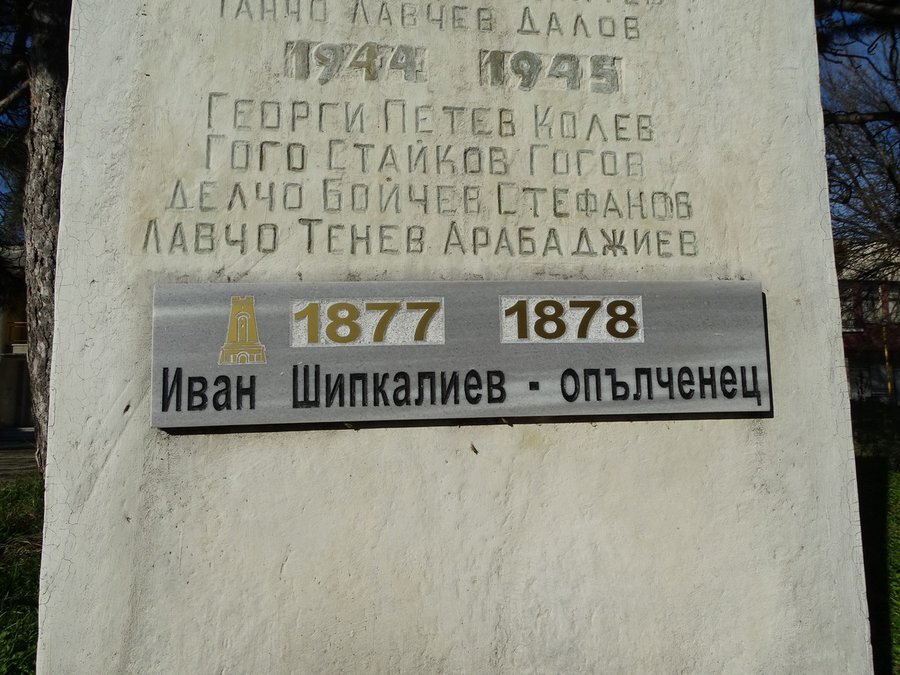 ТАНЧО ЛАВЧЕВ ДАЛОВ
1944 1945
ГЕОРГИ ПЕТЕВ КОЛЕВ
ГОГО СТАЙКОВ ГОГОВ
ДЕЛЧО БОЙЧЕВ СТЕФАНОВ
ЛАВЧО ТЕНЕВ АРАБАДЖИЕВ
1877 1878
Иван Шипкалиев - опълченец